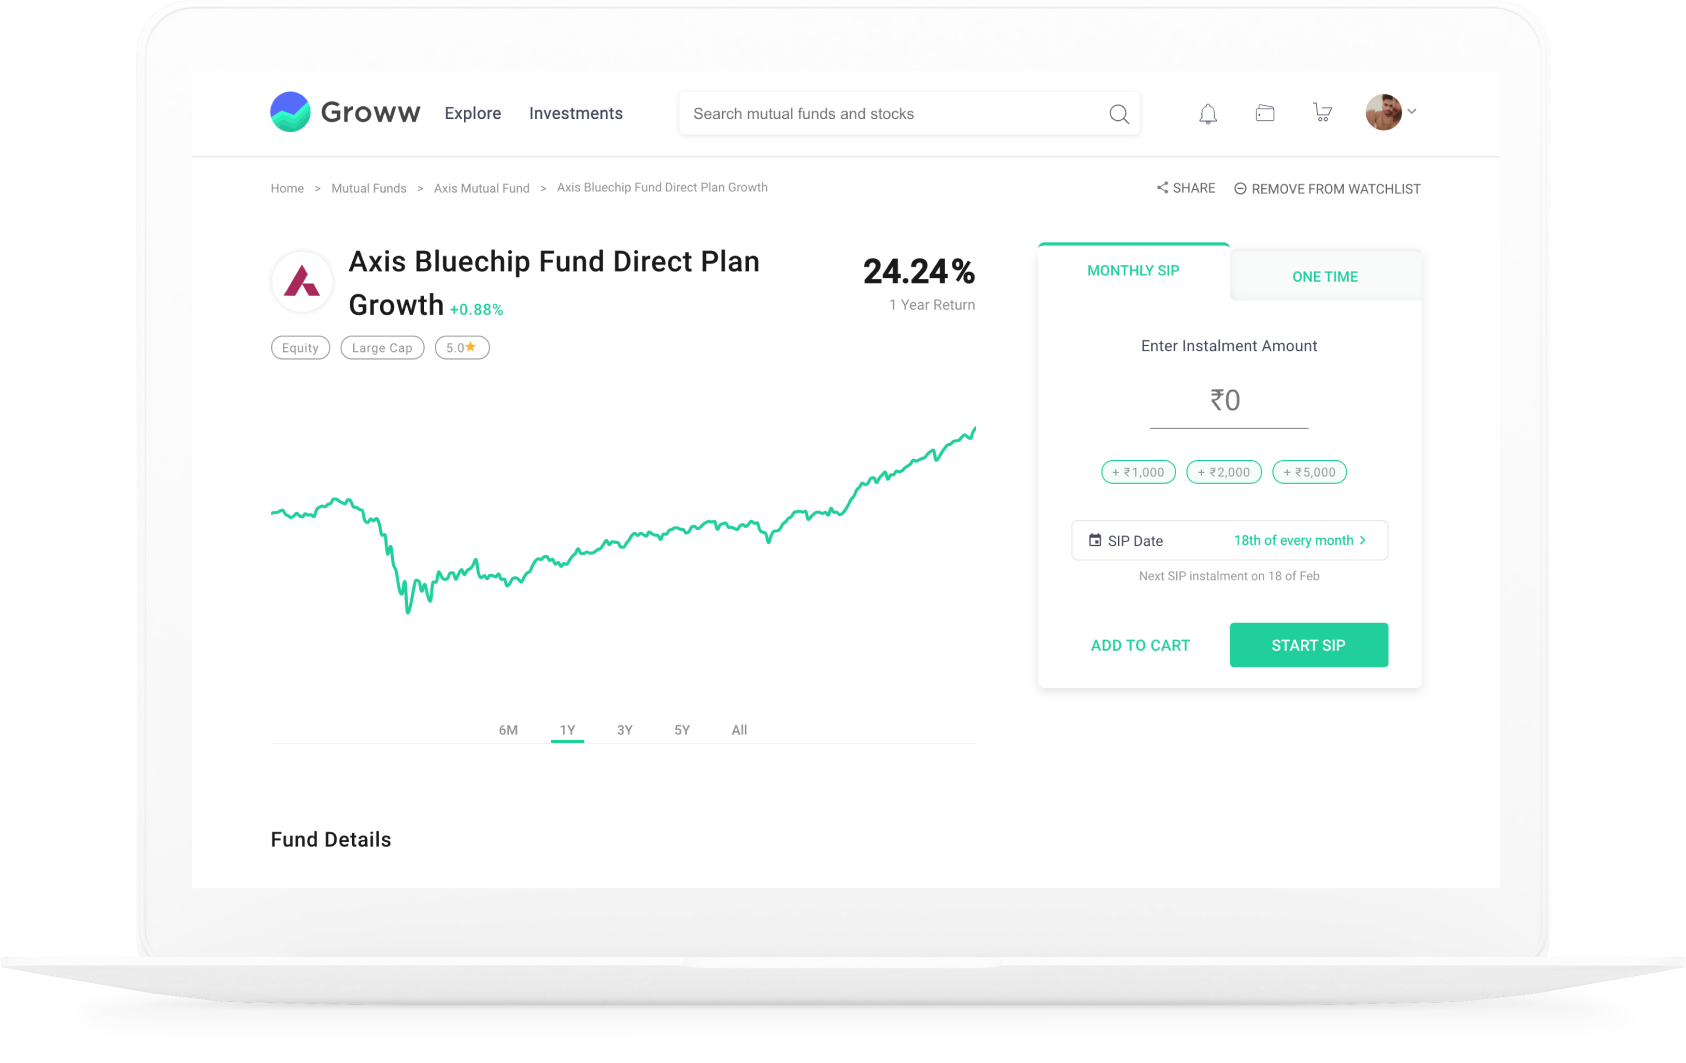 Groww
Explore
Investments
Search mutual funds and stocks
Home > Mutual Funds > Axis Mutual Fund > Axis Bluechip Fund Direct Plan Growth
SHARE
REMOVE FROM WATCHLIST
Axis Bluechip Fund Direct Plan
Growth +0.88%
24.24%
1 Year Return
Equity
Large Cap
5.0
MONTHLY SIP
ONE TIME
Enter Instalment Amount
₹0
+ ₹1,000
+ ₹2,000
+ ₹5,000
SIP Date
18th of every month >
Next SIP instalment on 18 of Feb
ADD TO CART
START SIP
6M
1Y
3Y
5Y
All
Fund Details